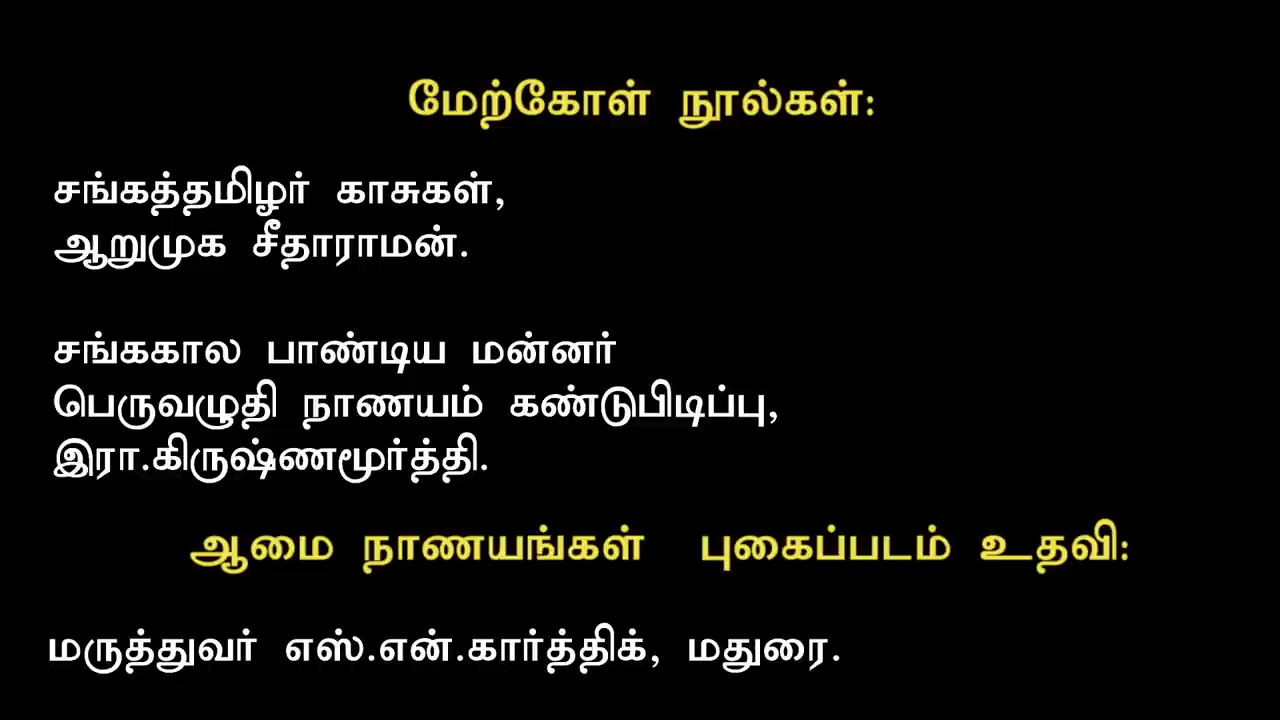 மேற்கோள் நூல்கள்:
சங்கத்தமிழர் காசுகள்,
ஆறுமுக சீதாராமன்.
சங்ககால பாண்டிய மன்னர்
பெருவழுதி நாணயம் கண்டுபிடிப்பு,
இரா.கிருஷ்ணமூர்த்தி.
ஆமை நாணயங்கள் புகைப்படம் உதவி:
மருத்துவர் எஸ்.என்.கார்த்திக், மதுரை.